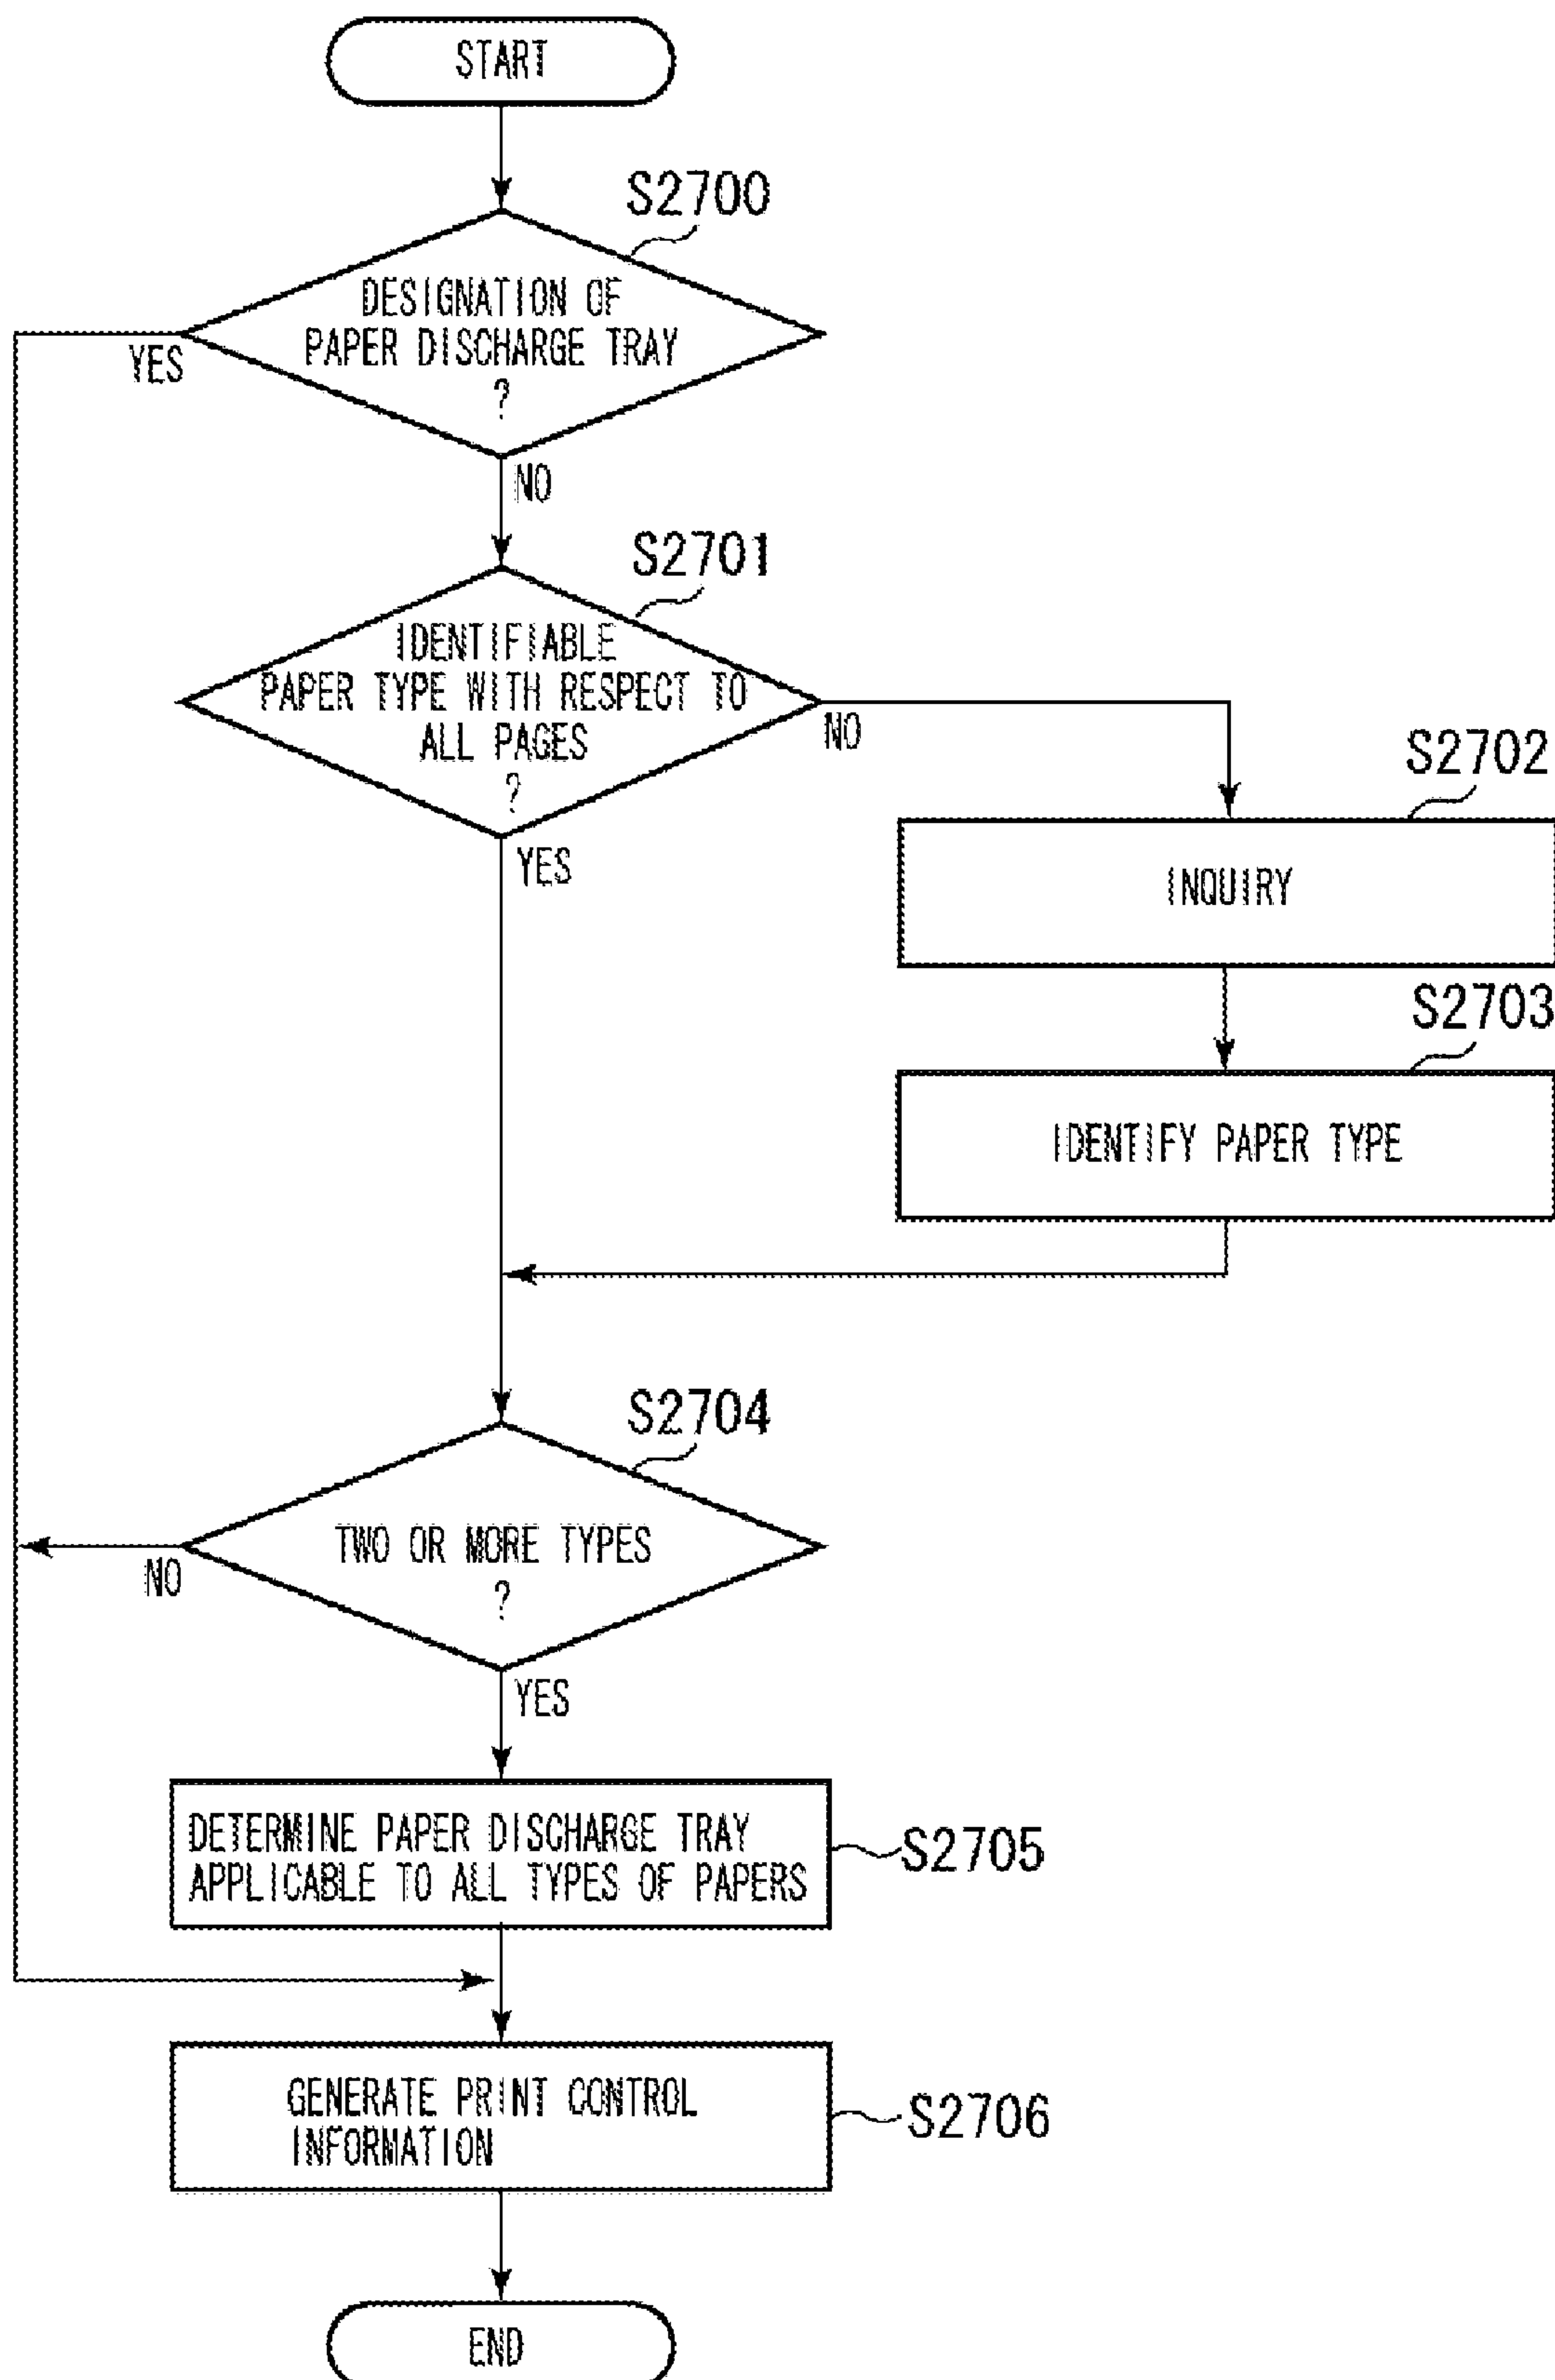 START
S2700
DESIGNATION OF
PAPER DISCHARGE TRAY
?
YES
NO
S2701
IDENTIFIABLE
PAPER TYPE WITH RESPECT TO
ALL PAGES
?
NO
YES
S2702
INQUIRY
S2703
IDENTIFY PAPER TYPE
S2704
TWO OR MORE TYPES
?
NO
YES
DETERMINE PAPER DISCHARGE TRAY
APPLICABLE TO ALL TYPES OF PAPERS
S2705
GENERATE PRINT CONTROL
INFORMATION
S2706
END